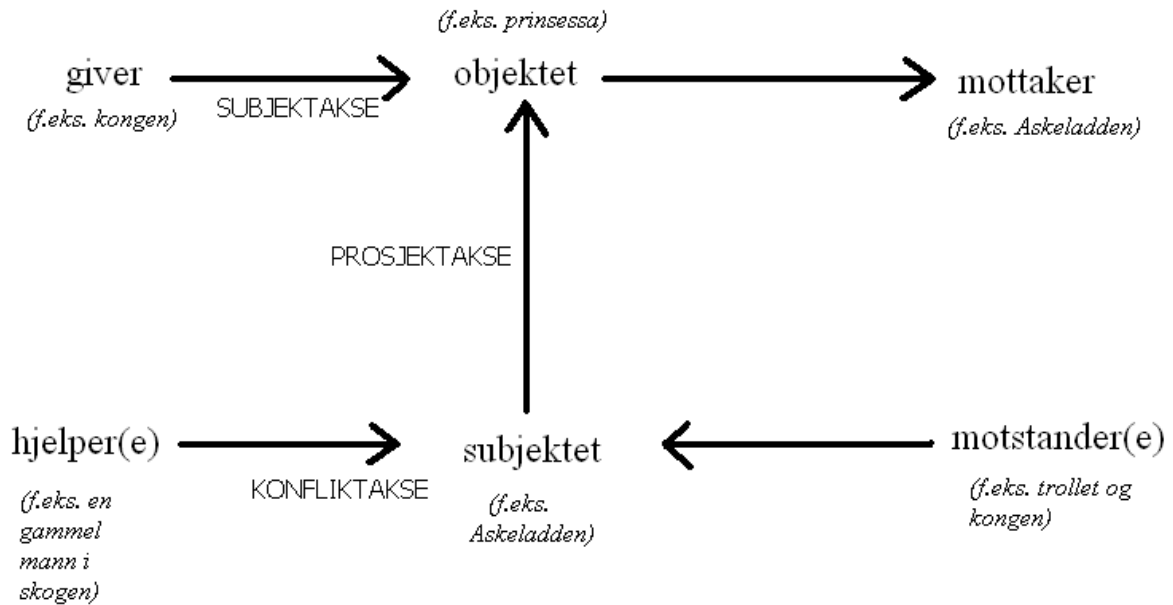 (f.eks. prinsessa)
giver
objektet
mottaker
(f.eks. kongen)
SUBJEKTAKSE
(f.eks. Askeladden)
PROSJEKTAKSE
hjelper(e)
subjektet
motstander(e)
KONFLIKTAKSE
(f.eks. en
gammel
mann i
skogen)
(f.eks.
Askeladden)
(f.eks. trollet og
kongen)